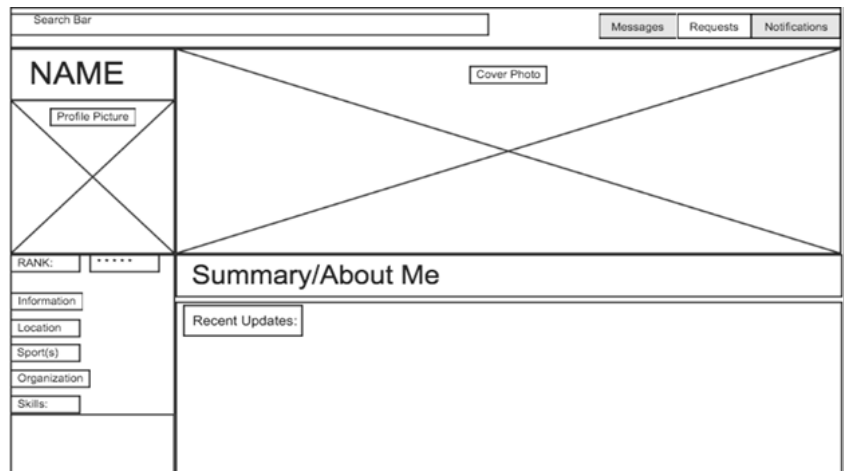 Search Bar
Messages
Requests
Notifications
NAME
Cover Photo
Profile Picture
RANK:
*****
Summary/About Me
Information
Recent Updates:
Location
Sport(s)
Organization
Skills: